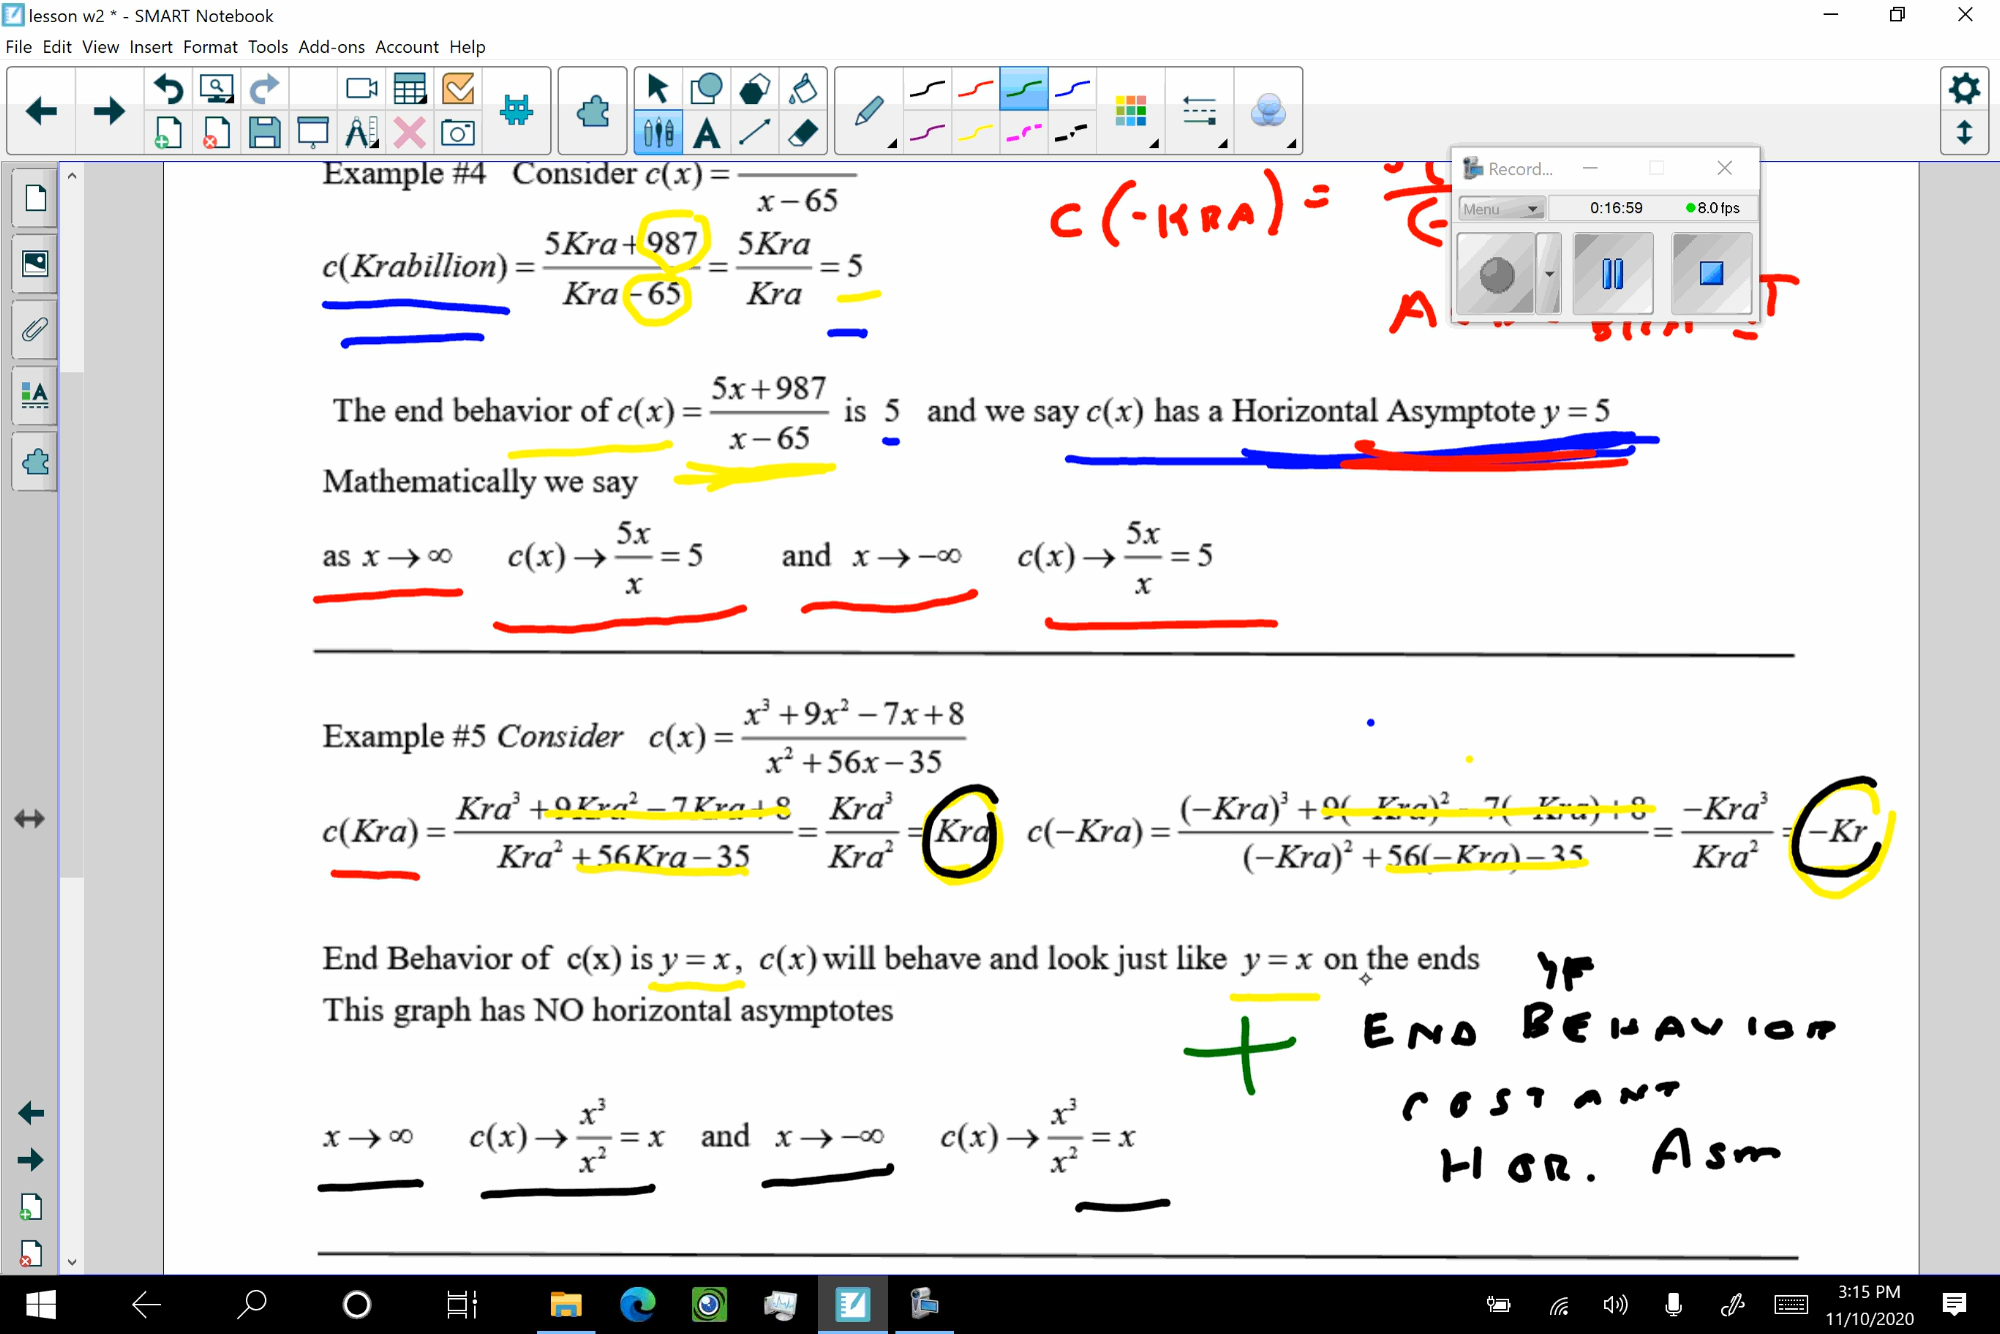 lesson w2 * - SMART Notebook
File Edit View Insert Format Tools Add-ons Account Help
Record...
Menu 0:16:59 8.0 fps
Example #4 Consider c(x) = / (x − 65)
c(-KRA) =
c(Krabillion) = (5Kra + 987)/(Kra − 65) = 5Kra/Kra = 5
The end behavior of c(x) = (5x + 987)/(x − 65) is 5 and we say c(x) has a Horizontal Asymptote y = 5
Mathematically we say
as x → ∞ c(x) → 5x/x = 5 and x → −∞ c(x) → 5x/x = 5
Example #5 Consider c(x) = (x³ + 9x² − 7x + 8)/(x² + 56x − 35)
c(Kra) = (Kra³ + 9Kra² − 7Kra + 8)/(Kra² + 56Kra − 35) = Kra³/Kra² = Kra c(−Kra) = ((−Kra)³ + 9(−Kra)² − 7(−Kra) + 8)/((−Kra)² + 56(−Kra) − 35) = −Kra³/Kra² = −Kr
End Behavior of c(x) is y = x, c(x) will behave and look just like y = x on the ends
This graph has NO horizontal asymptotes
IF
END BEHAVIOR
COSTANT
HOR. ASM
x → ∞ c(x) → x³/x² = x and x → −∞ c(x) → x³/x² = x
3:15 PM
11/10/2020